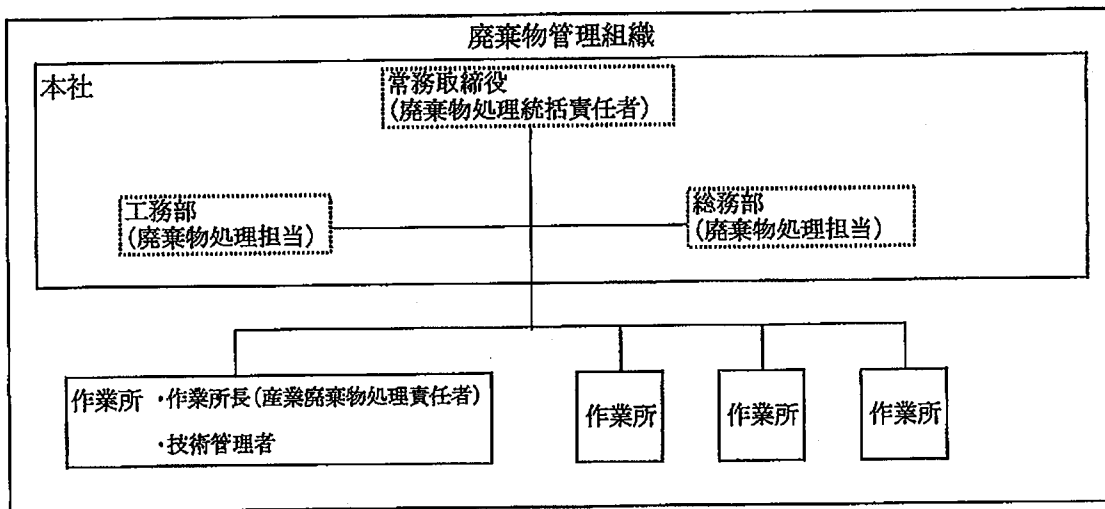 廃棄物管理組織
本社
常務取締役
(廃棄物処理統括責任者)
工務部
(廃棄物処理担当)
総務部
(廃棄物処理担当)
作業所 ・作業所長(産業廃棄物処理責任者)
・技術管理者
作業所
作業所
作業所